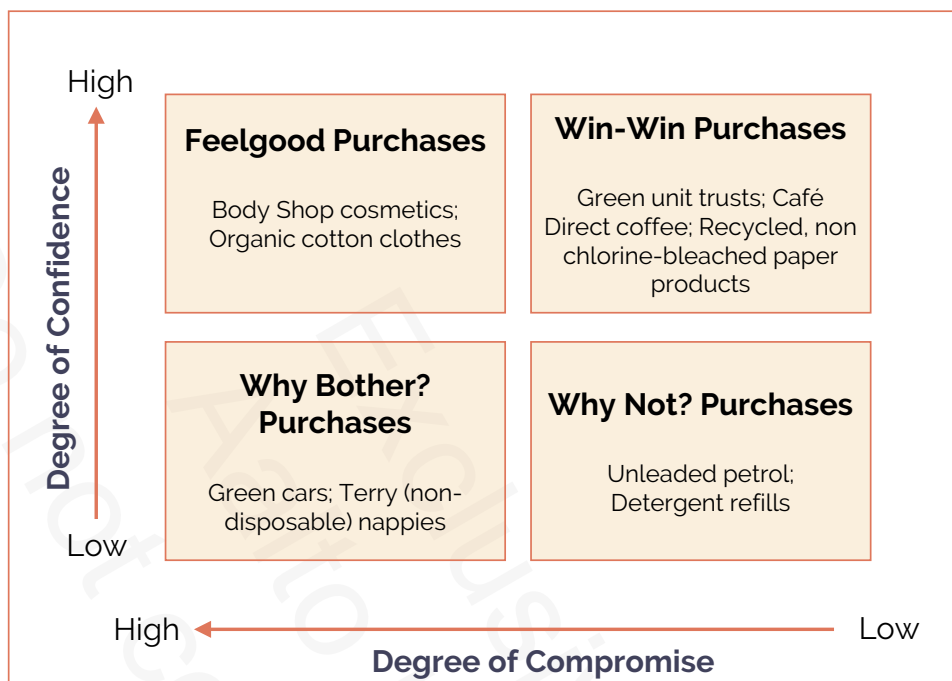 High
Feelgood Purchases
Body Shop cosmetics;
Organic cotton clothes
Win-Win Purchases
Green unit trusts; Café
Direct coffee; Recycled, non
chlorine-bleached paper
products
Degree of Confidence
Why Bother?
Purchases
Green cars; Terry (non-
disposable) nappies
Why Not? Purchases
Unleaded petrol;
Detergent refills
Low
High
Low
Degree of Compromise
Aalto
not